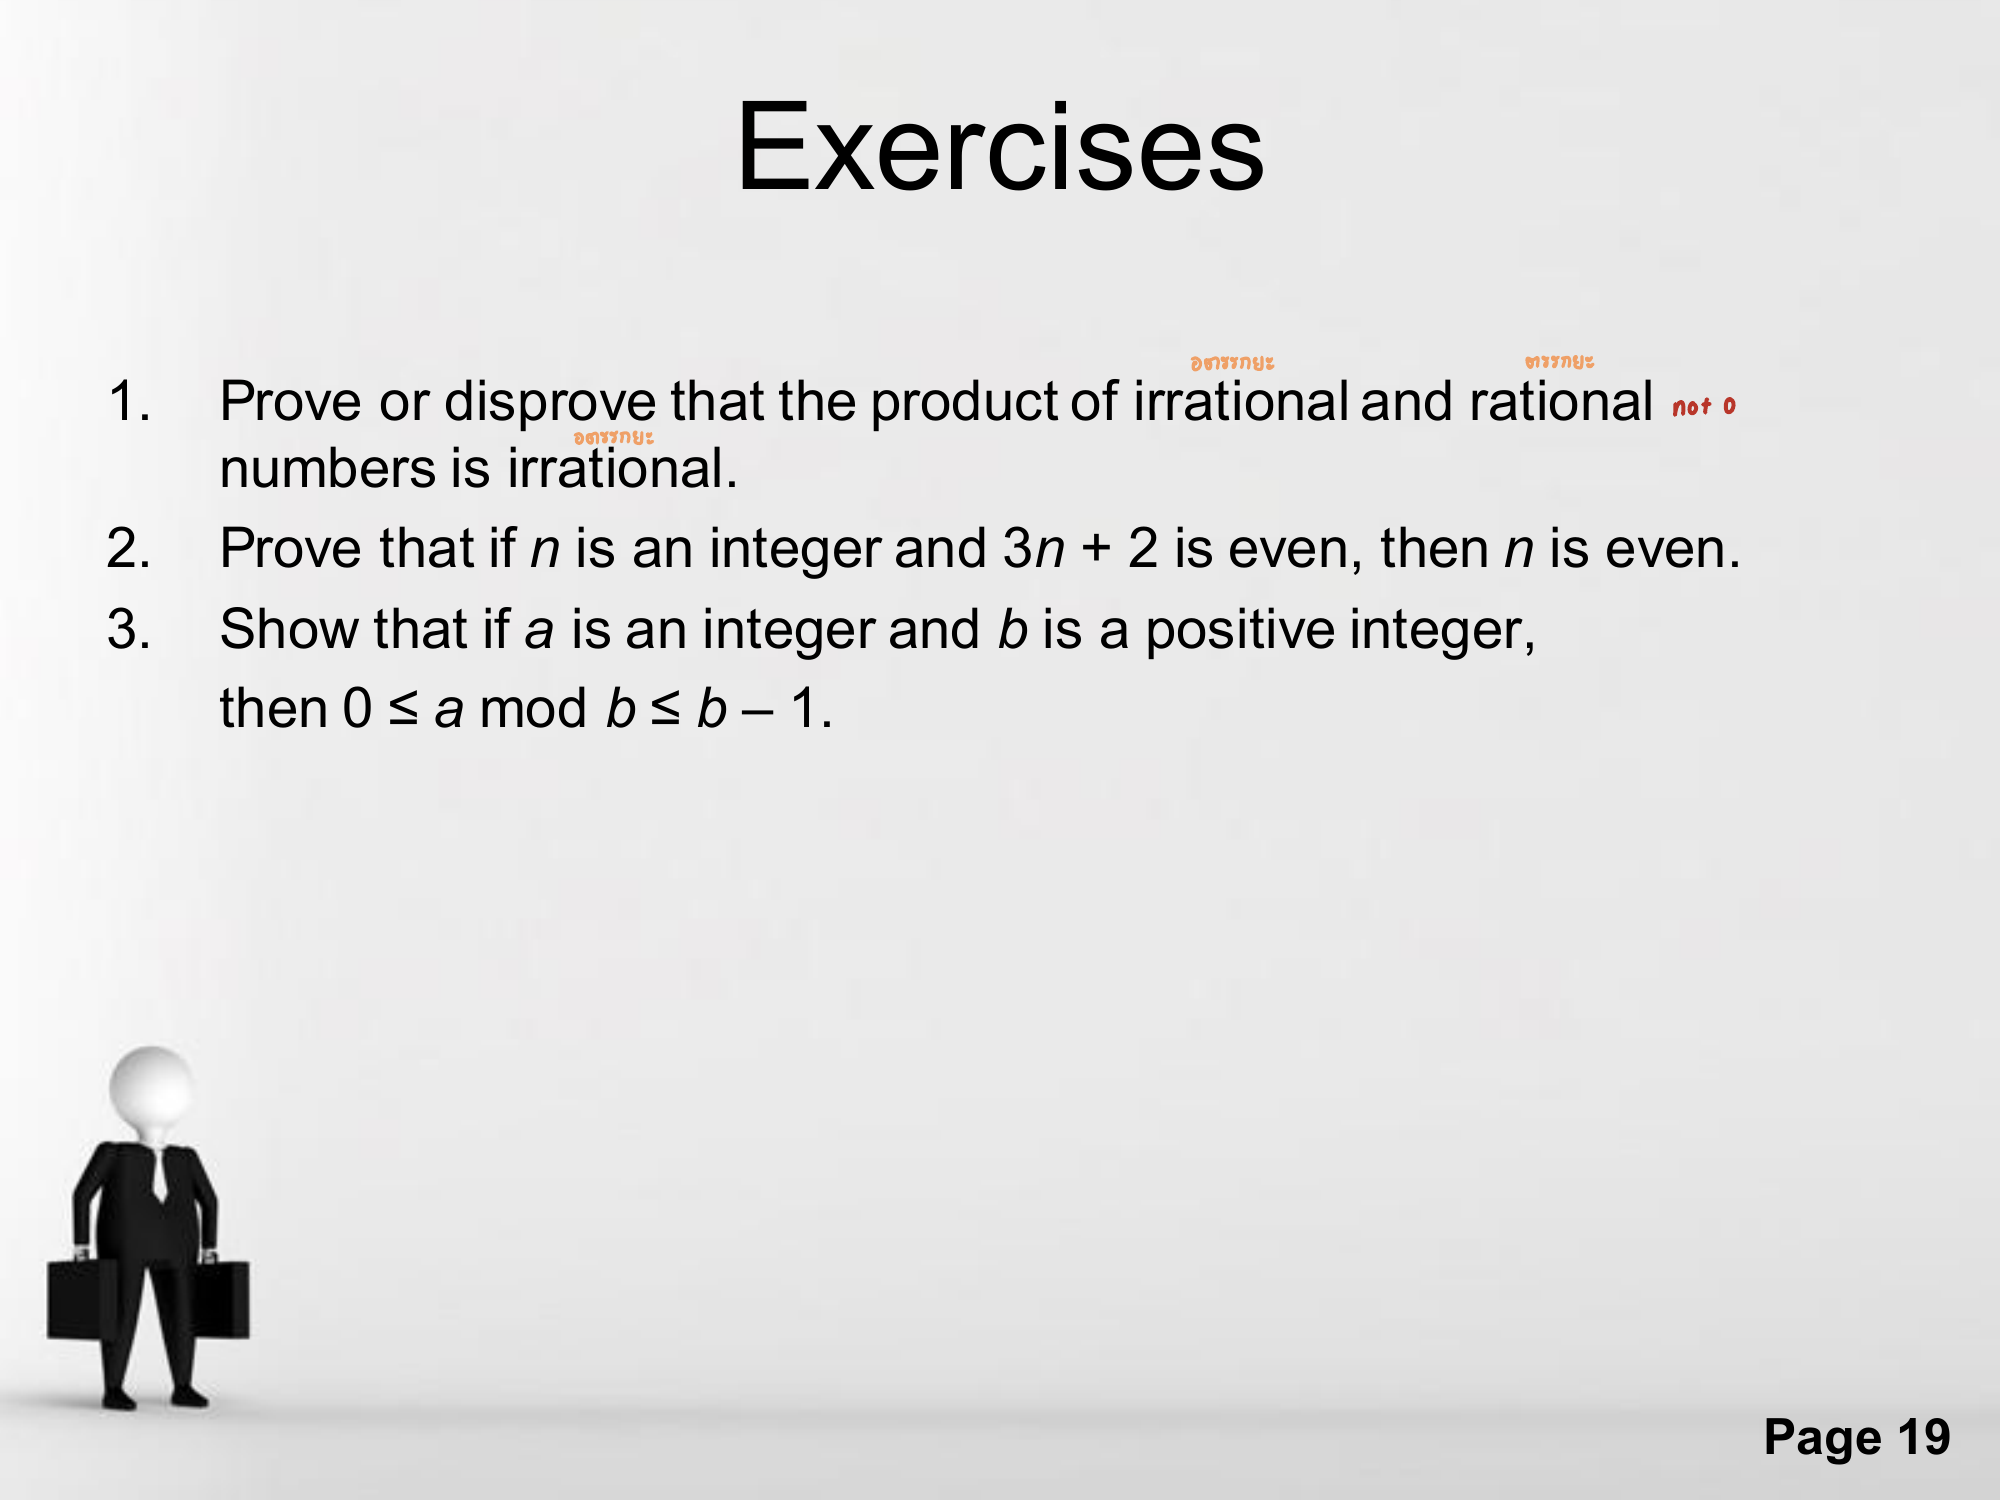 Exercises
อตรรกยะ ตรรกยะ
1. Prove or disprove that the product of irrational and rational not 0
อตรรกยะ
numbers is irrational.
2. Prove that if n is an integer and 3n + 2 is even, then n is even.
3. Show that if a is an integer and b is a positive integer,
then 0 ≤ a mod b ≤ b – 1.
Page 19